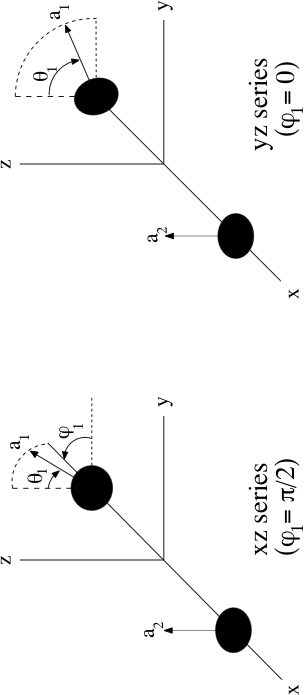 z
y
x
a₁
θ₁
φ₁
a₂
xz series
(φ₁= π/2)
z
y
x
a₁
θ₁
a₂
yz series
(φ₁= 0)